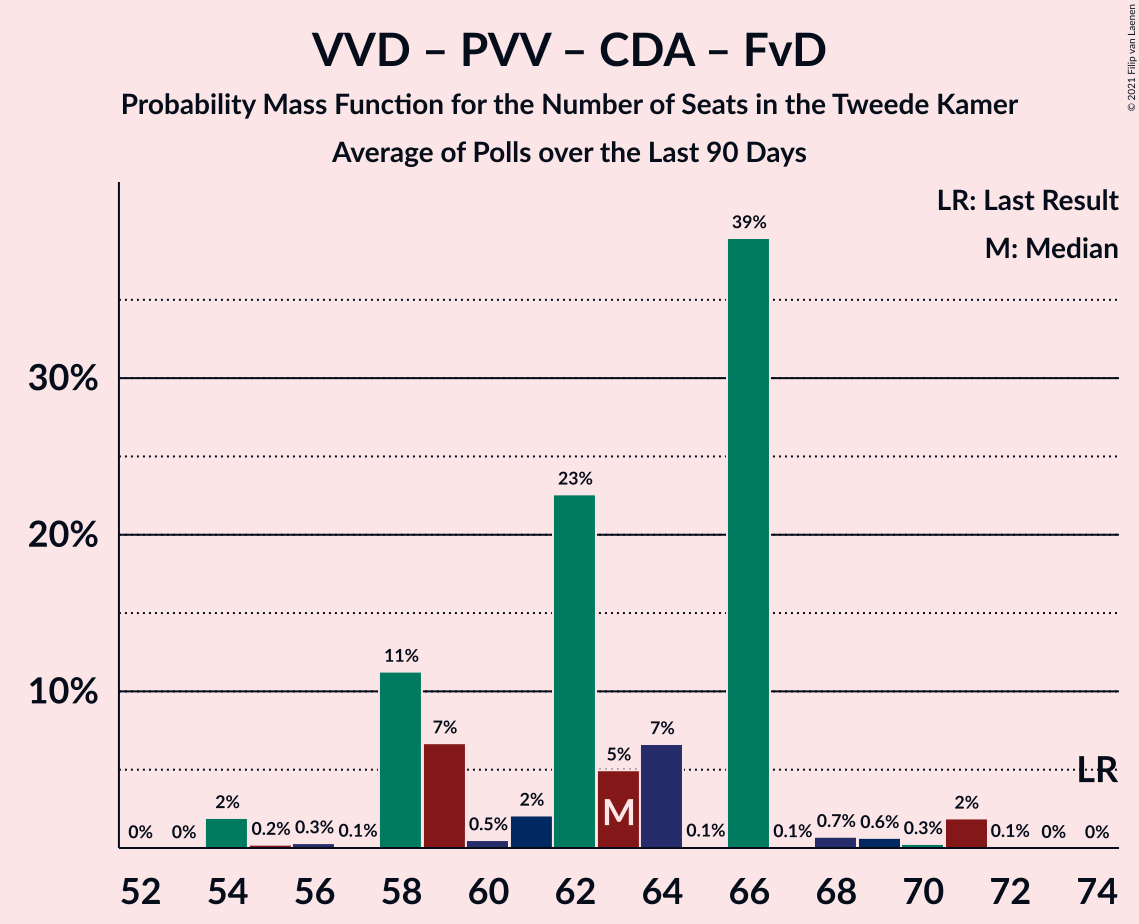 VVD – PVV – CDA – FvD
Probability Mass Function for the Number of Seats in the Tweede Kamer
Average of Polls over the Last 90 Days
© 2021 Filip van Laenen
LR: Last Result
M: Median
39%
30%
23%
20%
11%
10%
7%
7%
5%
LR
M
2%
2%
2%
0%
0%
0.2%
0.3%
0.1%
0.5%
0.1%
0.1%
0.7%
0.6%
0.3%
0.1%
0%
0%
52 54 56 58 60 62 64 66 68 70 72 74